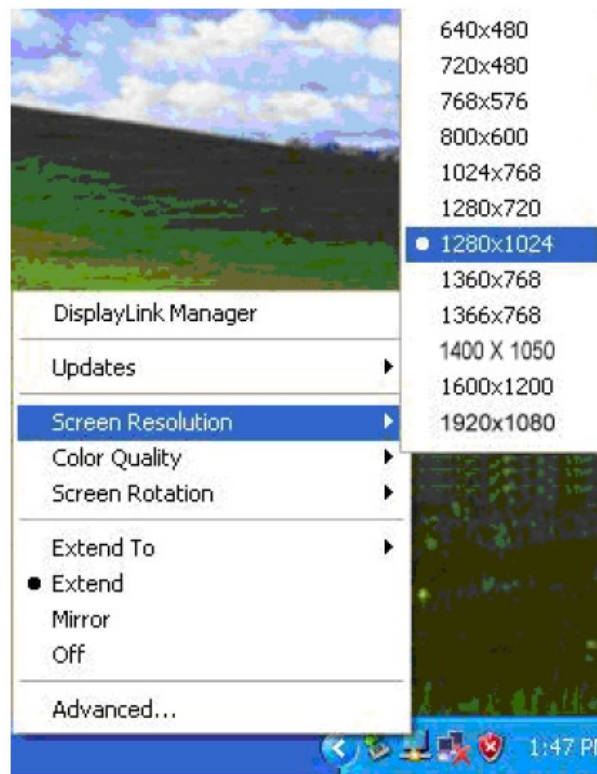 640x480
720x480
768x576
800x600
1024x768
1280x720
1280x1024
1360x768
1366x768
1400 X 1050
1600x1200
1920x1080
DisplayLink Manager
Updates
Screen Resolution
Color Quality
Screen Rotation
Extend To
Extend
Mirror
Off
Advanced...
1:47 P